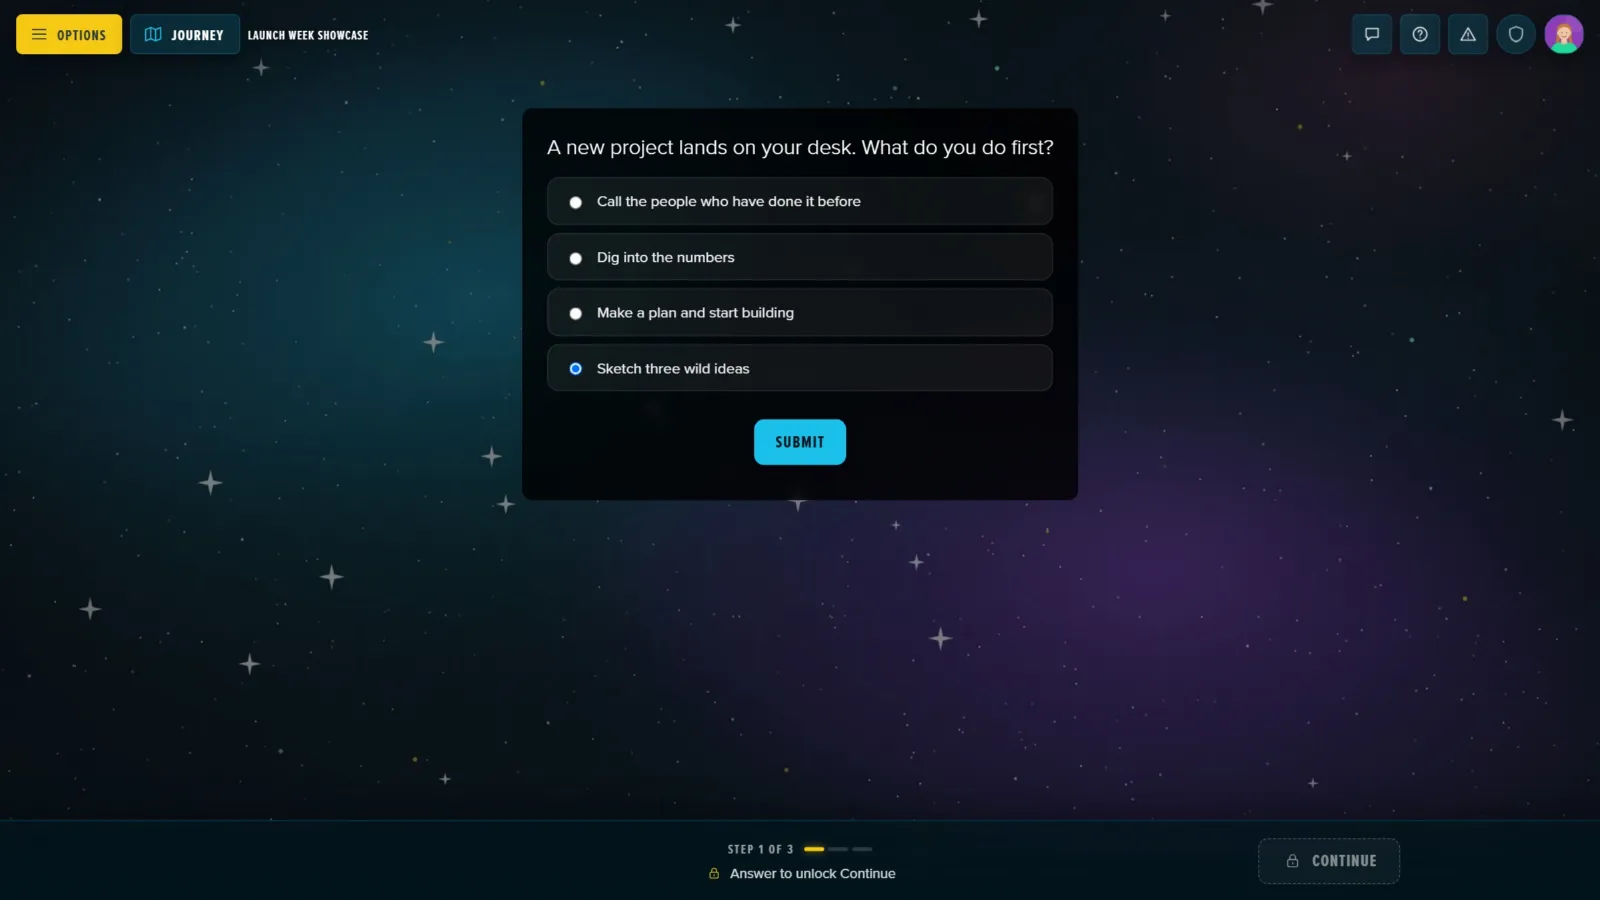 OPTIONS
JOURNEY
LAUNCH WEEK SHOWCASE
A new project lands on your desk. What do you do first?
Call the people who have done it before
Dig into the numbers
Make a plan and start building
Sketch three wild ideas
SUBMIT
STEP 1 OF 3
Answer to unlock Continue
CONTINUE